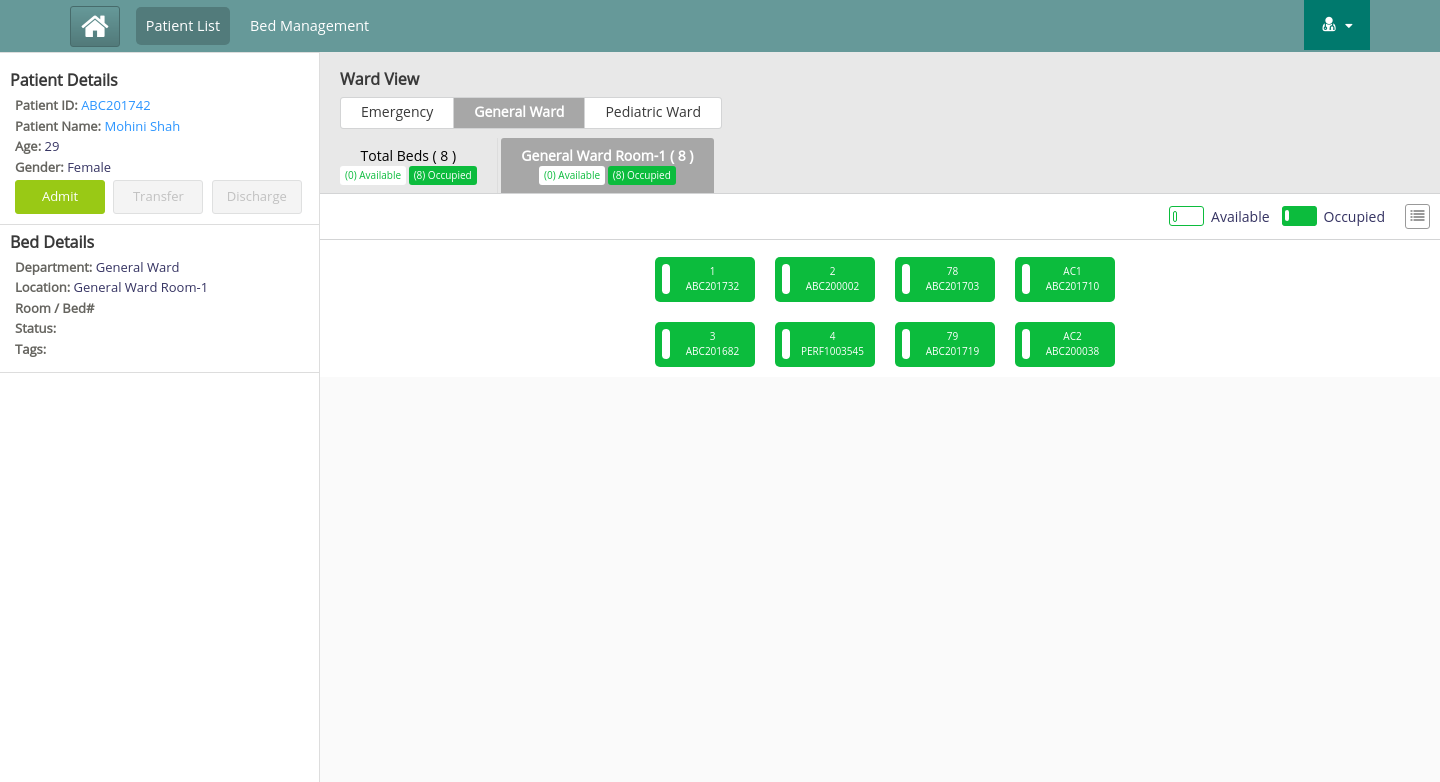 Patient List
Bed Management
Patient Details
Patient ID: ABC201742
Patient Name: Mohini Shah
Age: 29
Gender: Female
Admit
Transfer
Discharge
Bed Details
Department: General Ward
Location: General Ward Room-1
Room / Bed#
Status:
Tags:
Ward View
Emergency
General Ward
Pediatric Ward
Total Beds ( 8 )
(0) Available
(8) Occupied
General Ward Room-1 ( 8 )
(0) Available
(8) Occupied
Available
Occupied
1
ABC201732
2
ABC200002
78
ABC201703
AC1
ABC201710
3
ABC201682
4
PERF1003545
79
ABC201719
AC2
ABC200038